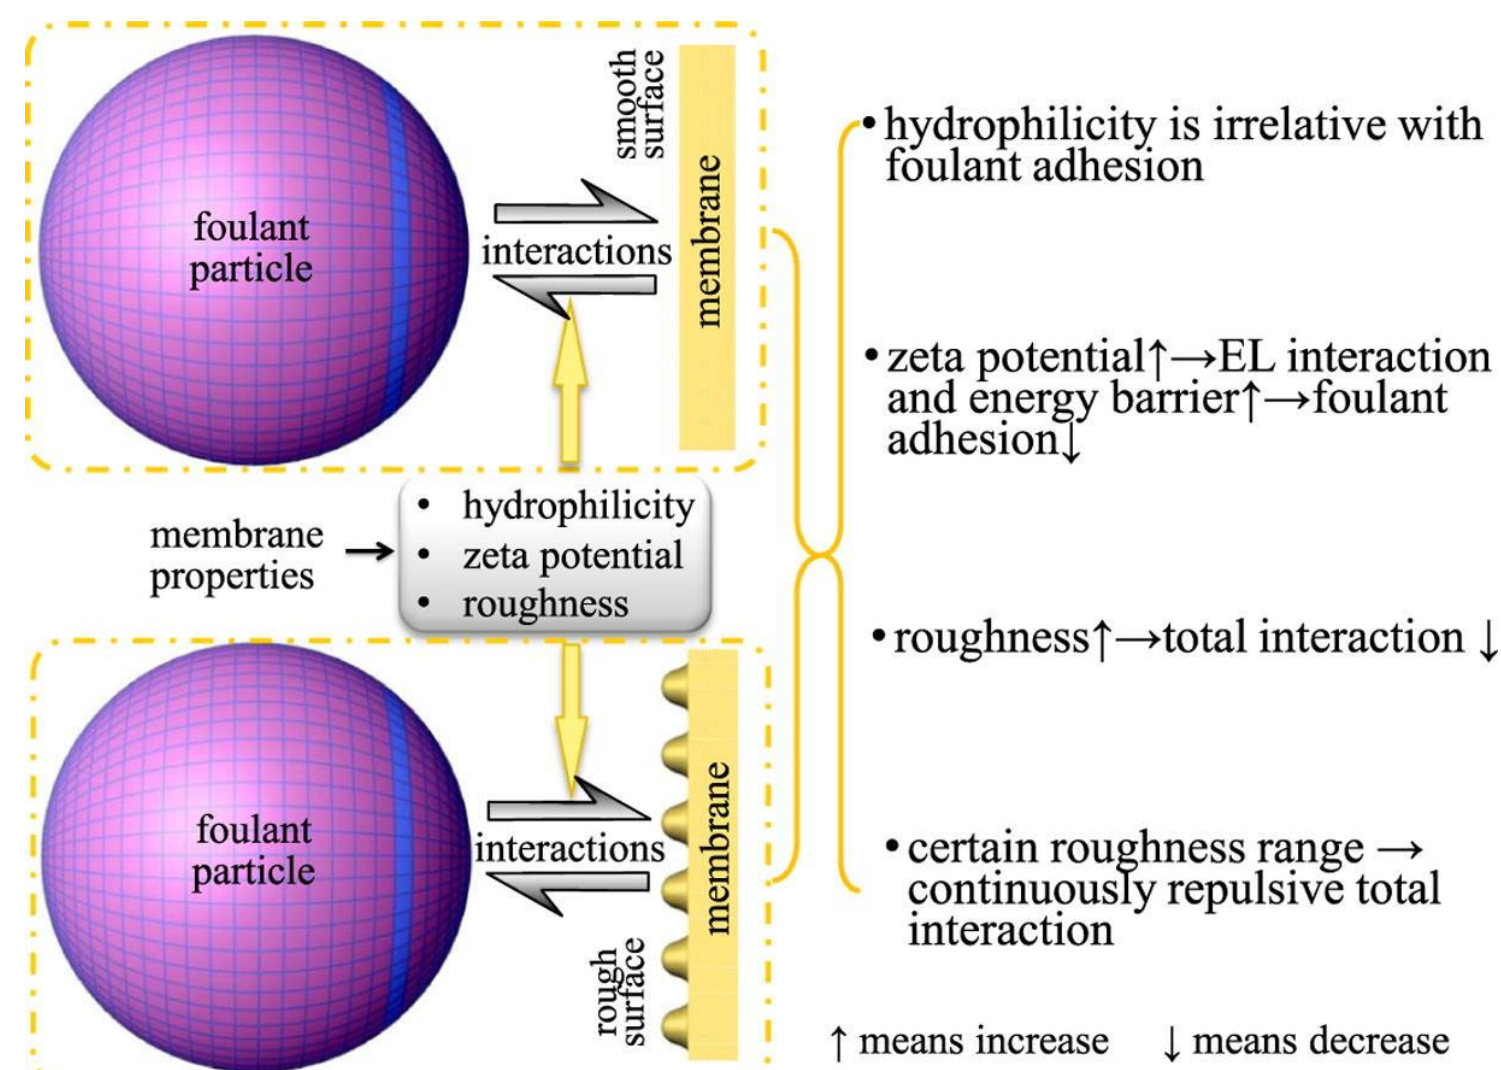 smooth
surface
foulant
particle
interactions
membrane
membrane
properties
→
• hydrophilicity
• zeta potential
• roughness
foulant
particle
interactions
membrane
rough
surface
• hydrophilicity is irrelative with
foulant adhesion
• zeta potential↑→EL interaction
and energy barrier↑→foulant
adhesion↓
• roughness↑→total interaction ↓
• certain roughness range →
continuously repulsive total
interaction
↑ means increase ↓ means decrease